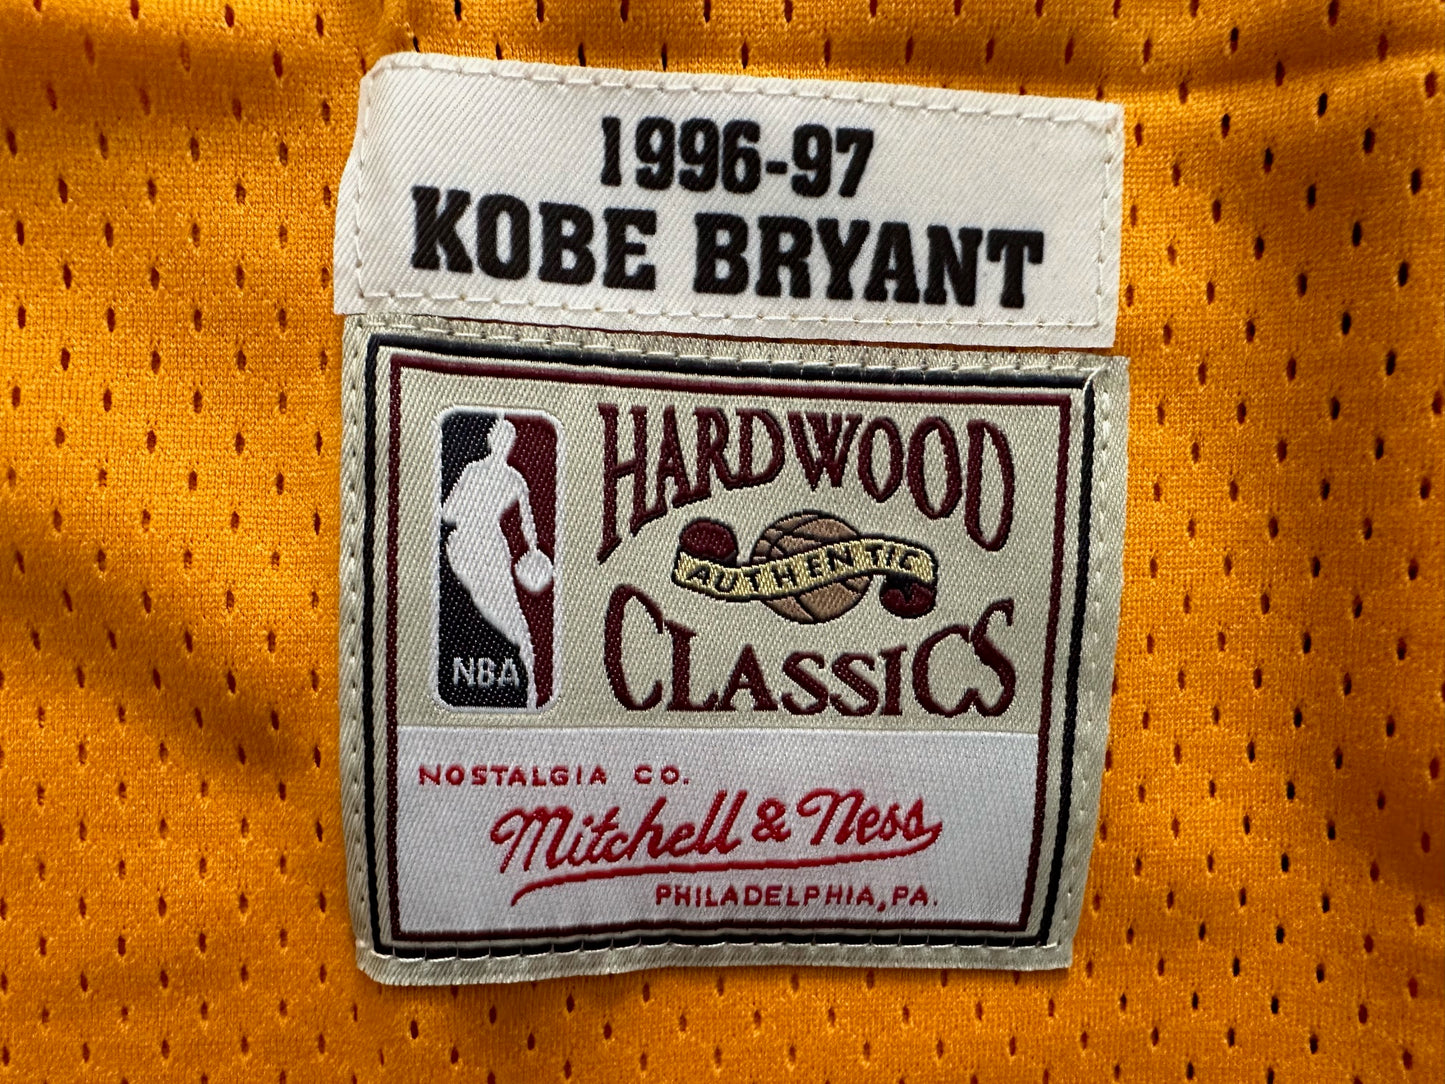 1996-97
KOBE BRYANT
HARDWOOD
AUTHENTIC
CLASSICS
NBA
NOSTALGIA CO.
Mitchell & Ness
PHILADELPHIA, PA.